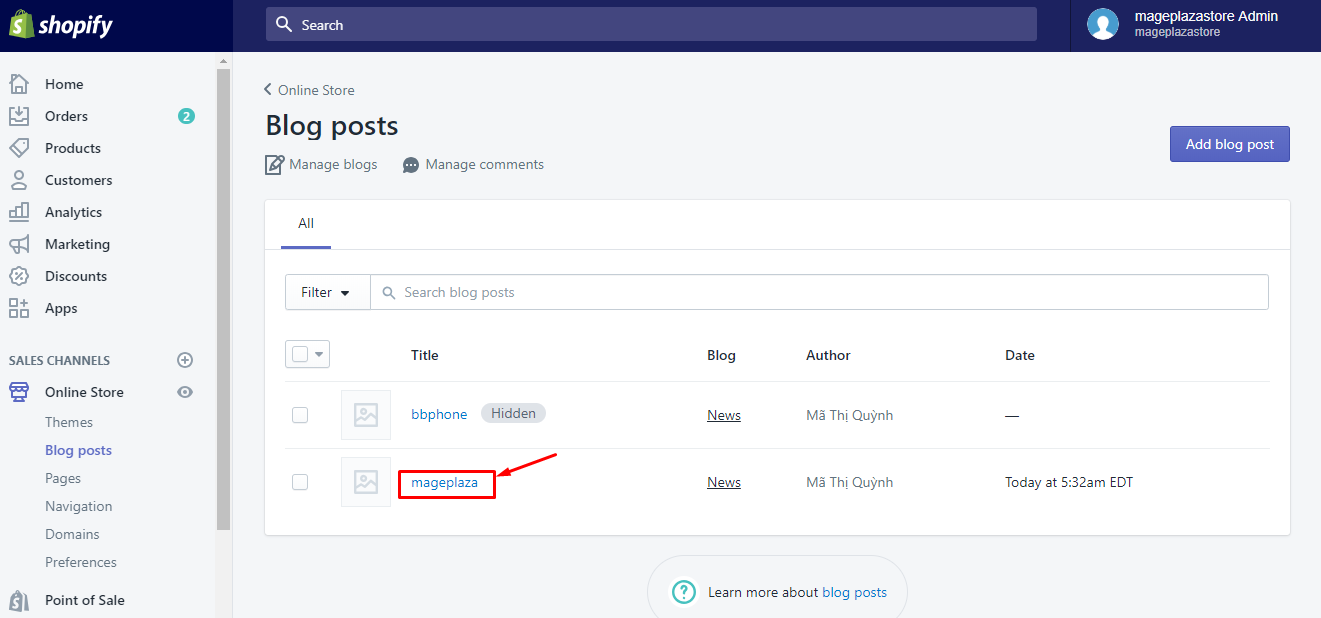 shopify
Search
mageplazastore Admin
mageplazastore
Home
Orders 2
Products
Customers
Analytics
Marketing
Discounts
Apps
SALES CHANNELS
Online Store
Themes
Blog posts
Pages
Navigation
Domains
Preferences
Point of Sale
Online Store
Blog posts
Manage blogs Manage comments
Add blog post
All
Filter Search blog posts
Title Blog Author Date
bbphone Hidden News Mã Thị Quỳnh —
mageplaza News Mã Thị Quỳnh Today at 5:32am EDT
? Learn more about blog posts